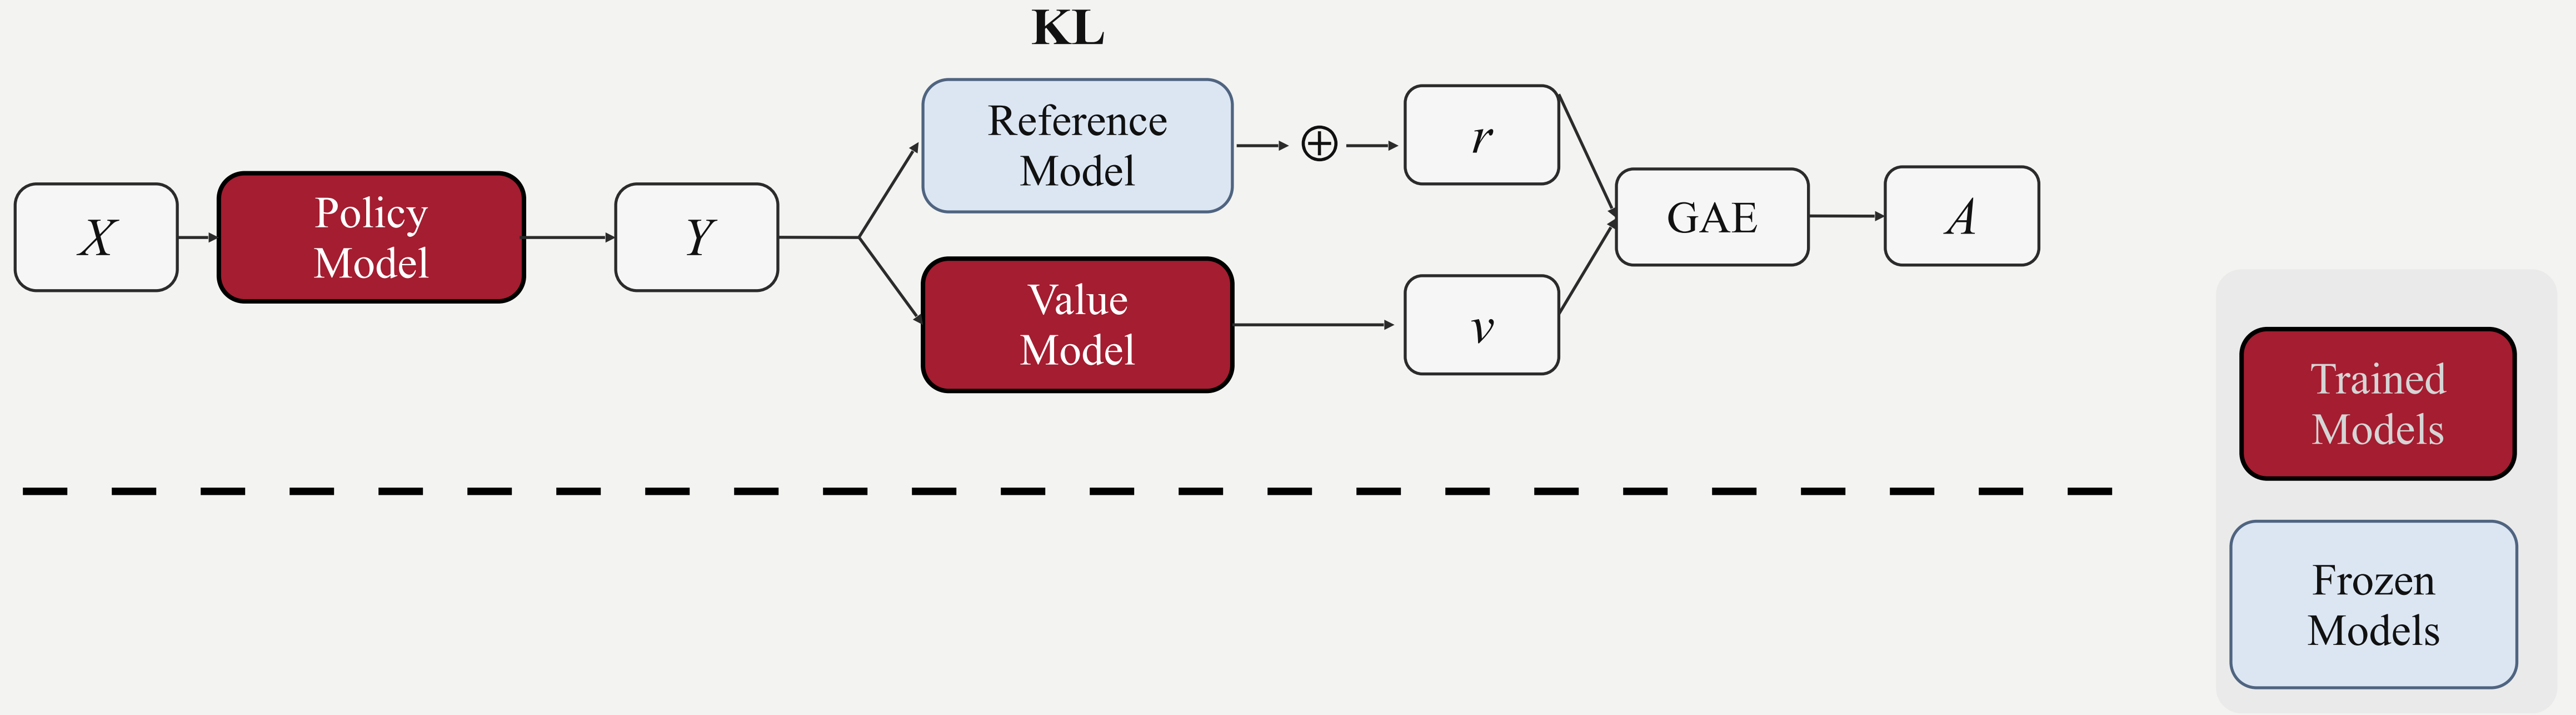 KL
X
Policy
Model
Y
Reference
Model
⊕
r
Value
Model
v
GAE
A
Trained
Models
Frozen
Models